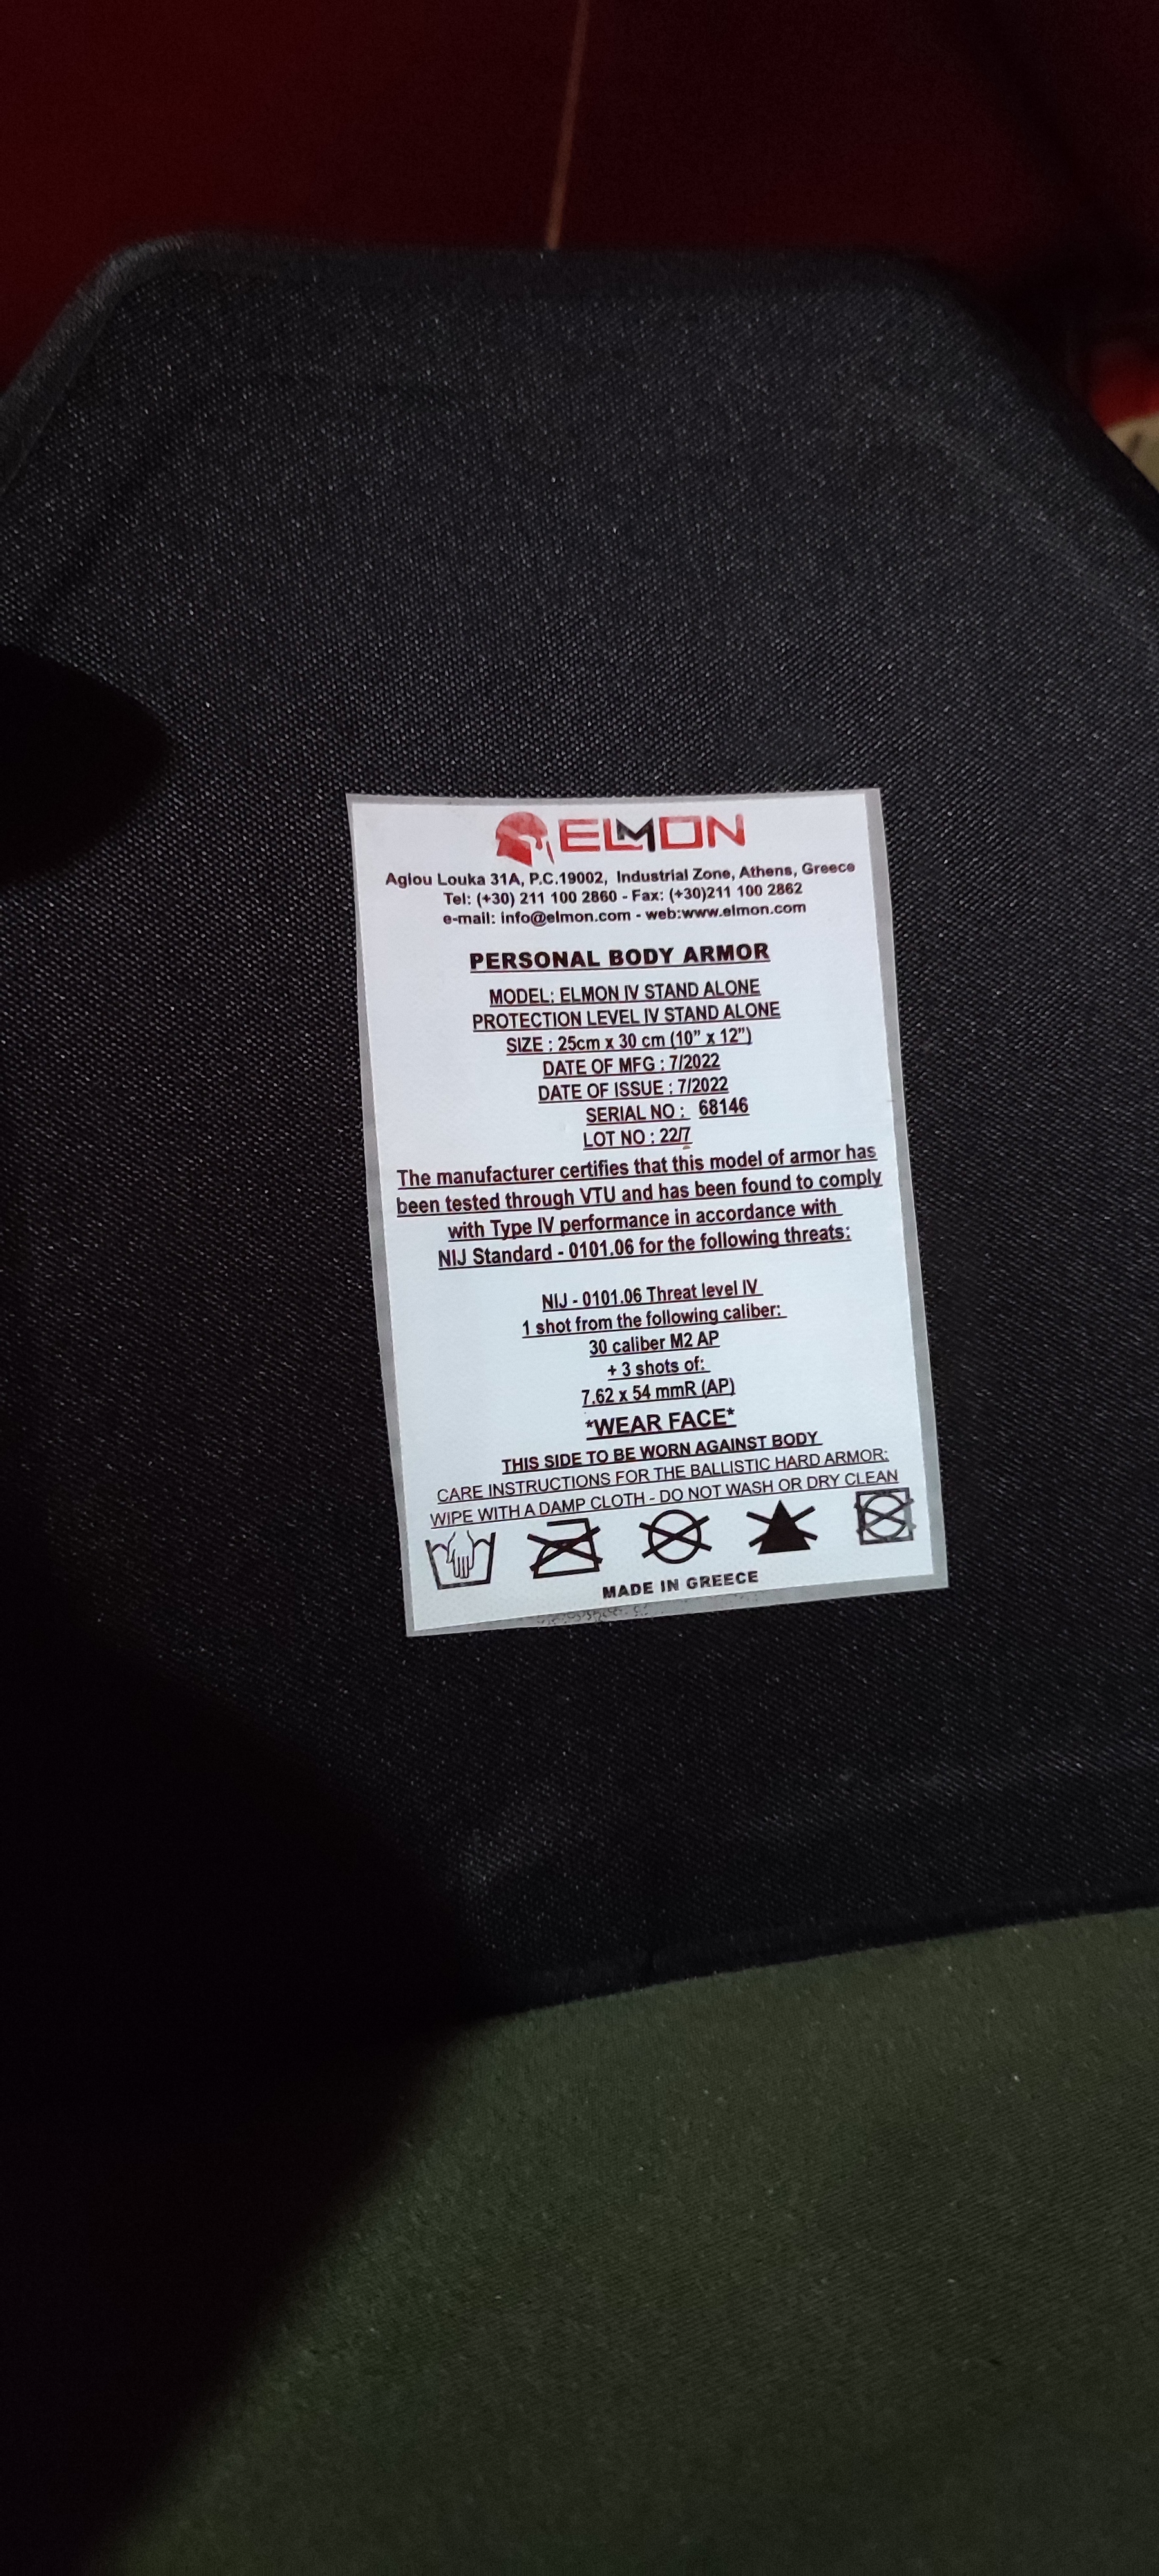 ELMON
Agiou Louka 31A, P.C.19002, Industrial Zone, Athens, Greece
Tel: (+30) 211 100 2860 - Fax: (+30)211 100 2862
e-mail: info@elmon.com - web:www.elmon.com
PERSONAL BODY ARMOR
MODEL: ELMON IV STAND ALONE
PROTECTION LEVEL IV STAND ALONE
SIZE : 25cm x 30 cm (10” x 12”)
DATE OF MFG : 7/2022
DATE OF ISSUE : 7/2022
SERIAL NO : 68146
LOT NO : 22/7
The manufacturer certifies that this model of armor has
been tested through VTU and has been found to comply
with Type IV performance in accordance with
NIJ Standard - 0101.06 for the following threats:
NIJ - 0101.06 Threat level IV
1 shot from the following caliber:
30 caliber M2 AP
+ 3 shots of:
7.62 x 54 mmR (AP)
*WEAR FACE*
THIS SIDE TO BE WORN AGAINST BODY
CARE INSTRUCTIONS FOR THE BALLISTIC HARD ARMOR:
WIPE WITH A DAMP CLOTH - DO NOT WASH OR DRY CLEAN
MADE IN GREECE